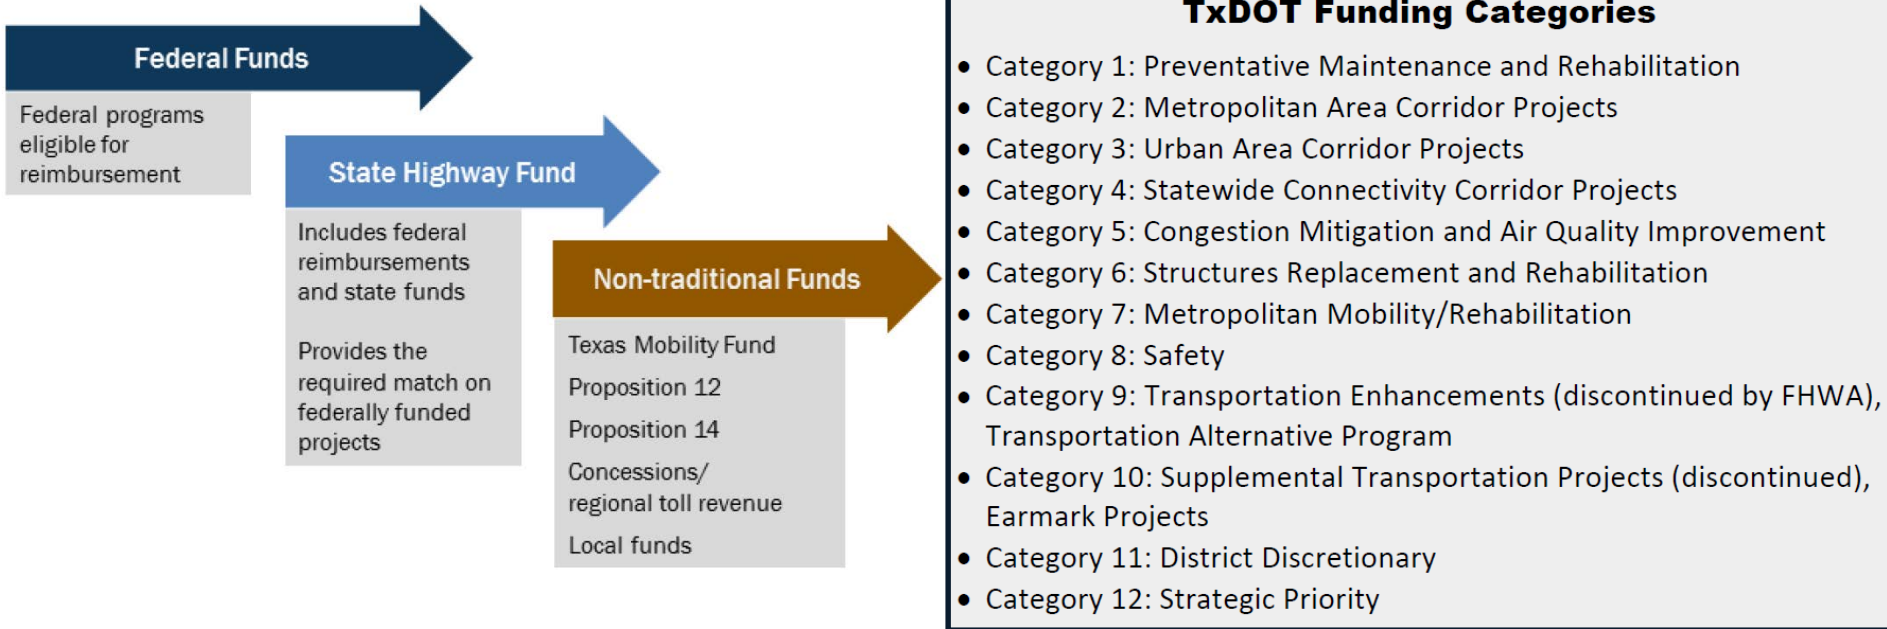 Federal Funds
Federal programs
eligible for
reimbursement
State Highway Fund
Includes federal
reimbursements
and state funds
Provides the
required match on
federally funded
projects
Non-traditional Funds
Texas Mobility Fund
Proposition 12
Proposition 14
Concessions/
regional toll revenue
Local funds
TxDOT Funding Categories
• Category 1: Preventative Maintenance and Rehabilitation
• Category 2: Metropolitan Area Corridor Projects
• Category 3: Urban Area Corridor Projects
• Category 4: Statewide Connectivity Corridor Projects
• Category 5: Congestion Mitigation and Air Quality Improvement
• Category 6: Structures Replacement and Rehabilitation
• Category 7: Metropolitan Mobility/Rehabilitation
• Category 8: Safety
• Category 9: Transportation Enhancements (discontinued by FHWA),
Transportation Alternative Program
• Category 10: Supplemental Transportation Projects (discontinued),
Earmark Projects
• Category 11: District Discretionary
• Category 12: Strategic Priority